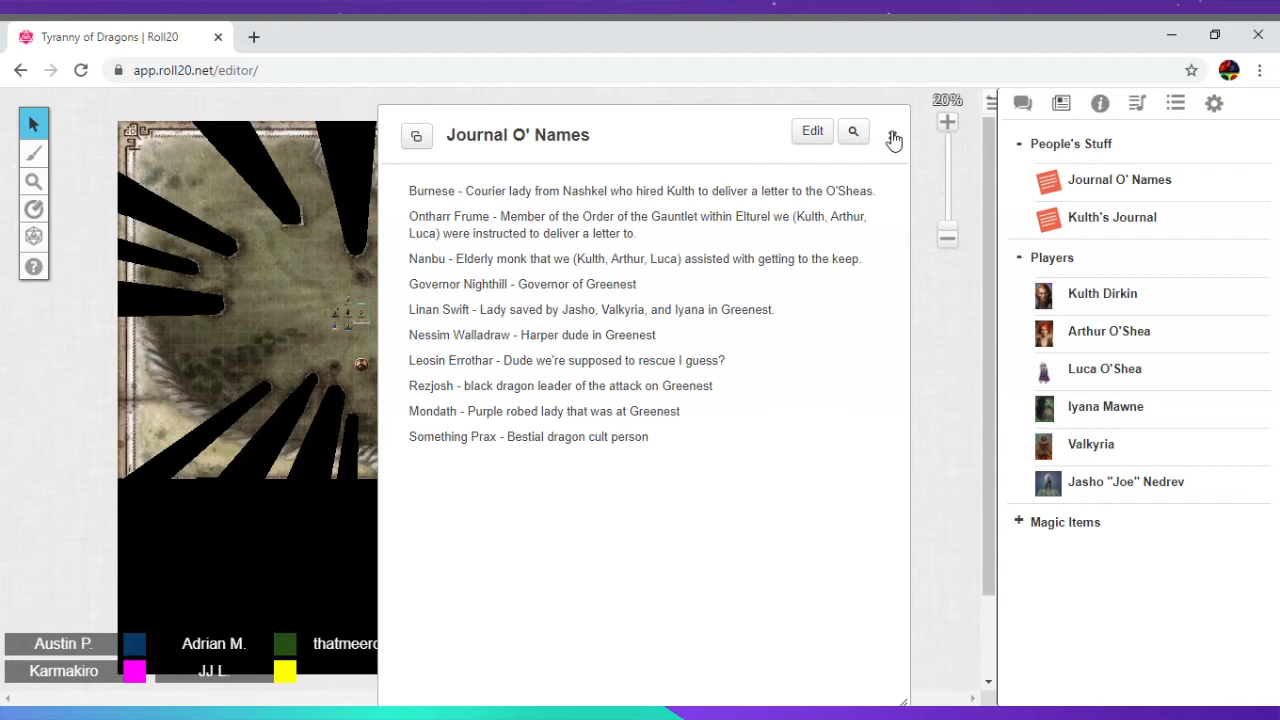 Tyranny of Dragons | Roll20
app.roll20.net/editor/
20%
Journal O' Names
Edit
Burnese - Courier lady from Nashkel who hired Kulth to deliver a letter to the O'Sheas.
Ontharr Frume - Member of the Order of the Gauntlet within Elturel we (Kulth, Arthur,
Luca) were instructed to deliver a letter to.
Nanbu - Elderly monk that we (Kulth, Arthur, Luca) assisted with getting to the keep.
Governor Nighthill - Governor of Greenest
Linan Swift - Lady saved by Jasho, Valkyria, and Iyana in Greenest.
Nessim Walladraw - Harper dude in Greenest
Leosin Errothar - Dude we're supposed to rescue I guess?
Rezjosh - black dragon leader of the attack on Greenest
Mondath - Purple robed lady that was at Greenest
Something Prax - Bestial dragon cult person
People's Stuff
Journal O' Names
Kulth's Journal
Players
Kulth Dirkin
Arthur O'Shea
Luca O'Shea
Iyana Mawne
Valkyria
Jasho "Joe" Nedrev
Magic Items
Austin P.
Adrian M.
thatmeerc
Karmakiro
JJ L.